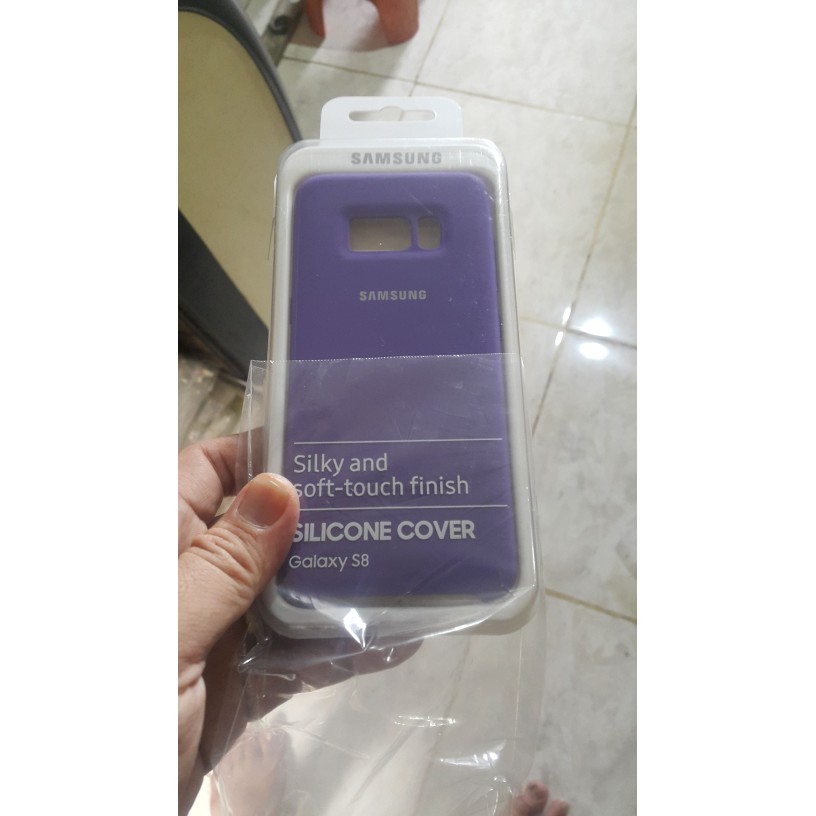 SAMSUNG
SAMSUNG
Silky and
soft-touch finish
SILICONE COVER
Galaxy S8